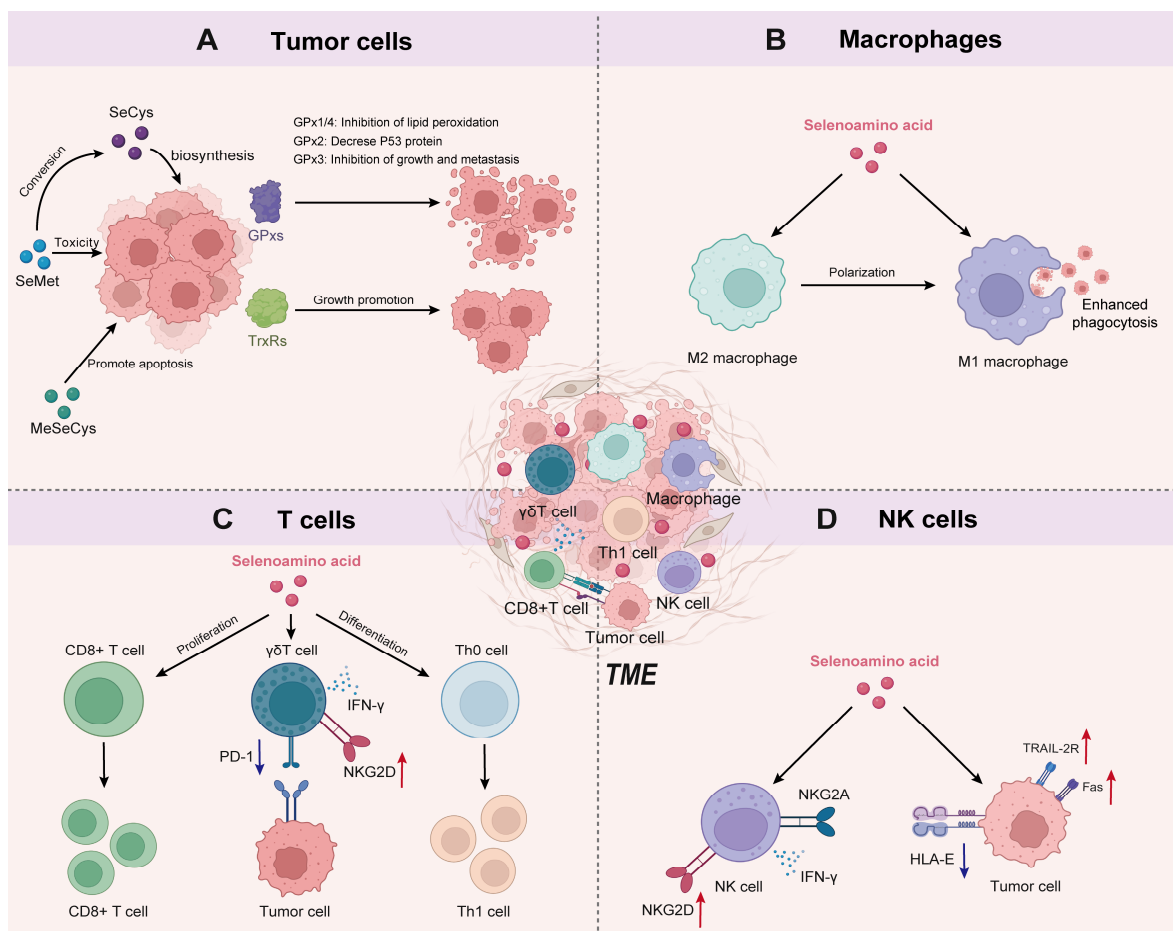 A Tumor cells
SeCys
Conversion
biosynthesis
Toxicity
SeMet
Promote apoptosis
MeSeCys
GPx1/4: Inhibition of lipid peroxidation
GPx2: Decrese P53 protein
GPx3: Inhibition of growth and metastasis
GPxs
Growth promotion
TrxRs
B Macrophages
Selenoamino acid
Polarization
M2 macrophage
M1 macrophage
Enhanced
phagocytosis
Macrophage
γδT cell
Th1 cell
CD8+T cell
NK cell
Tumor cell
TME
C T cells
Selenoamino acid
Proliferation
Differentiation
CD8+ T cell
γδT cell
Th0 cell
IFN-γ
PD-1
NKG2D
CD8+ T cell
Tumor cell
Th1 cell
D NK cells
Selenoamino acid
TRAIL-2R
Fas
NKG2A
HLA-E
IFN-γ
NK cell
Tumor cell
NKG2D